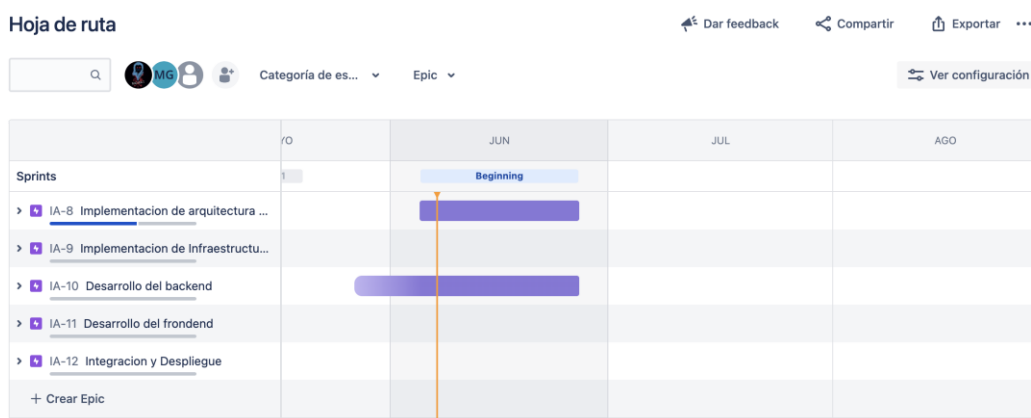 Hoja de ruta
Dar feedback
Compartir
Exportar
MG
Categoría de es...
Epic
Ver configuración
YO
JUN
JUL
AGO
Sprints
1
Beginning
IA-8 Implementacion de arquitectura ...
IA-9 Implementacion de Infraestructu...
IA-10 Desarrollo del backend
IA-11 Desarrollo del frondend
IA-12 Integracion y Despliegue
+ Crear Epic